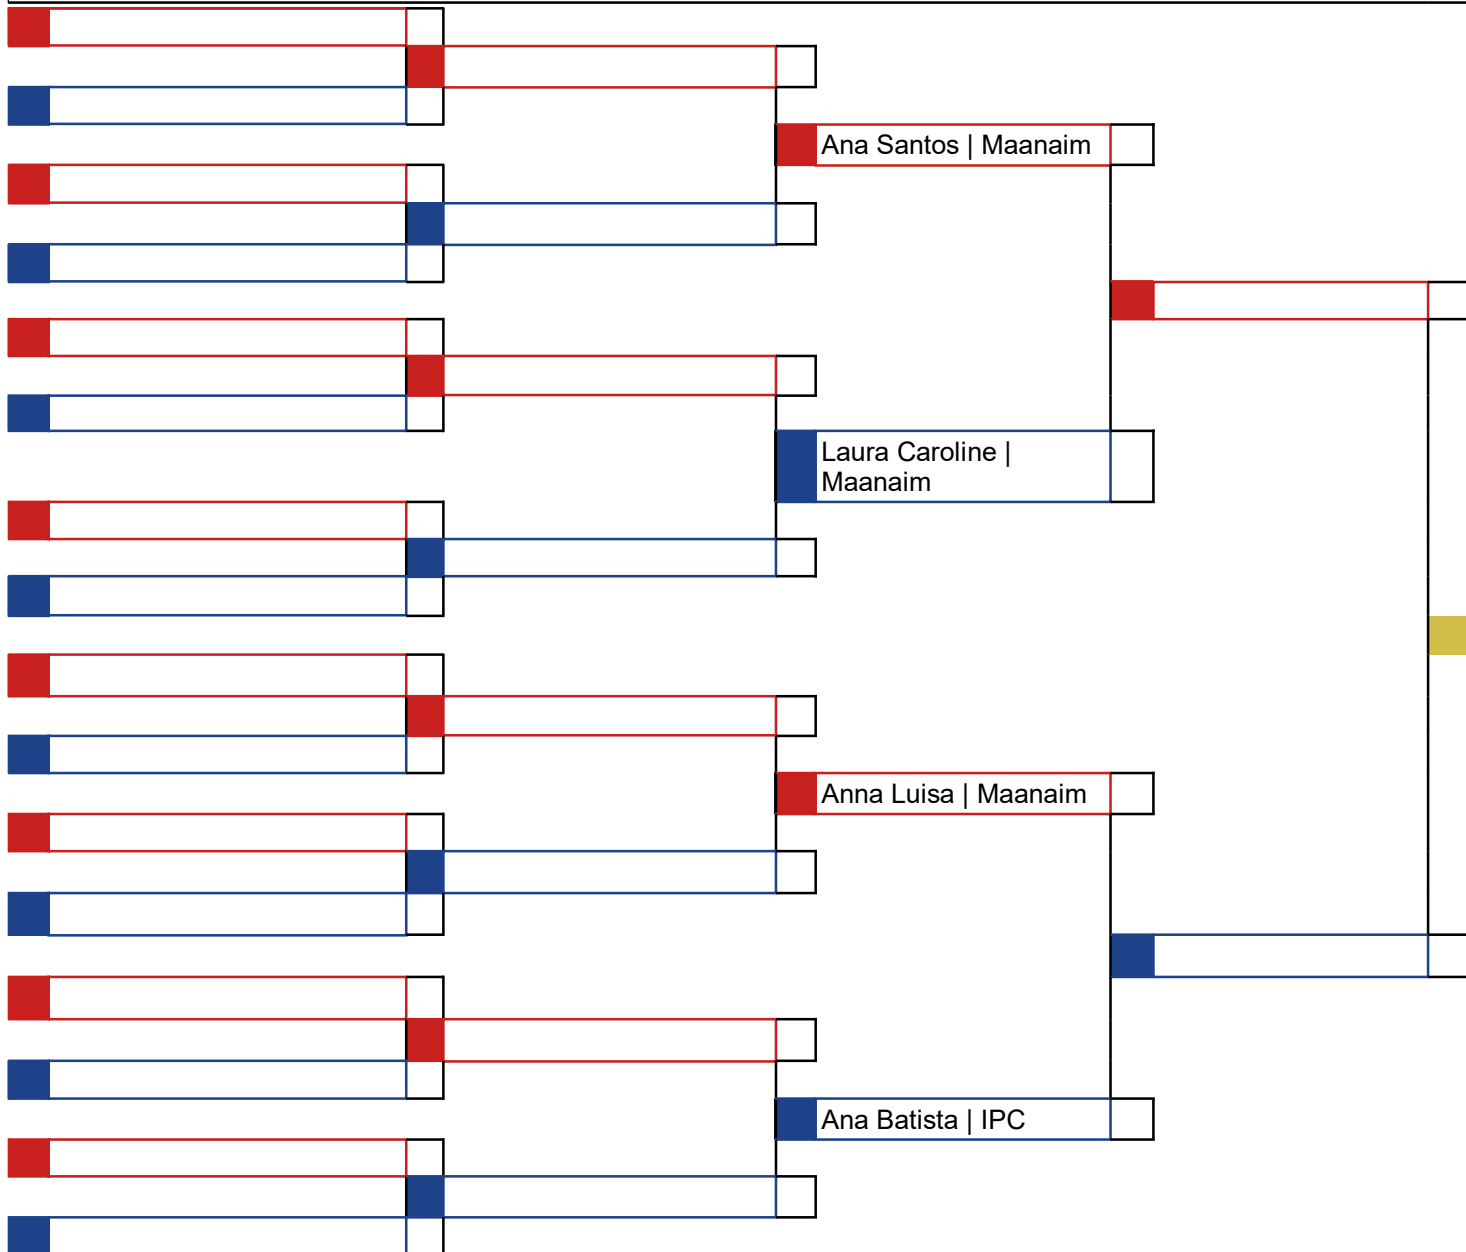 Ana Santos | Maanaim
Laura Caroline |
Maanaim
Anna Luisa | Maanaim
Ana Batista | IPC